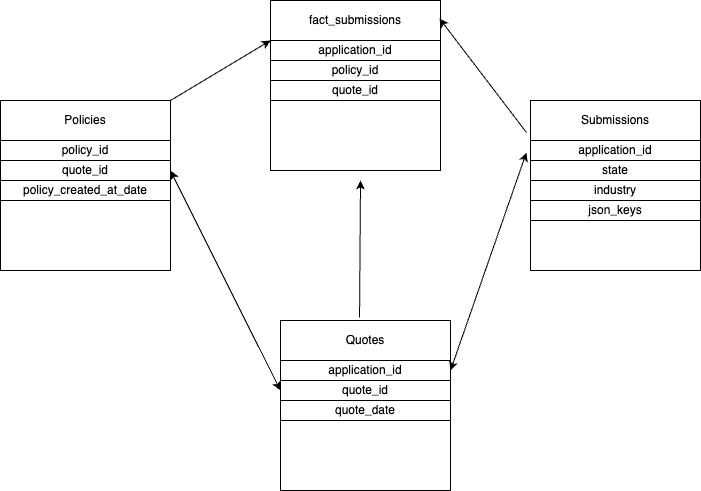 fact_submissions
application_id
policy_id
quote_id
Policies
policy_id
quote_id
policy_created_at_date
Submissions
application_id
state
industry
json_keys
Quotes
application_id
quote_id
quote_date